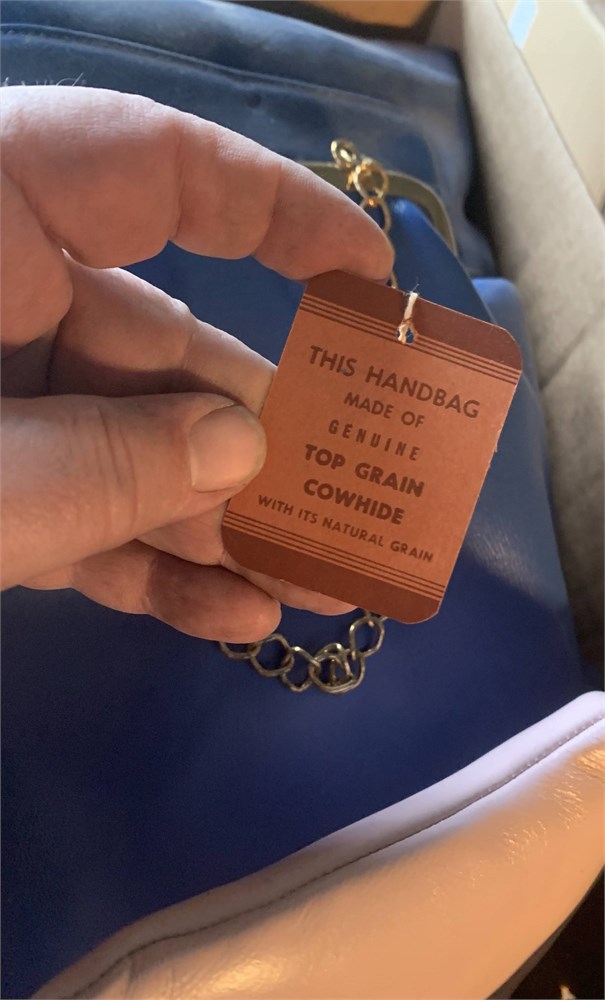 THIS HANDBAG
MADE OF
GENUINE
TOP GRAIN
COWHIDE
WITH ITS NATURAL GRAIN